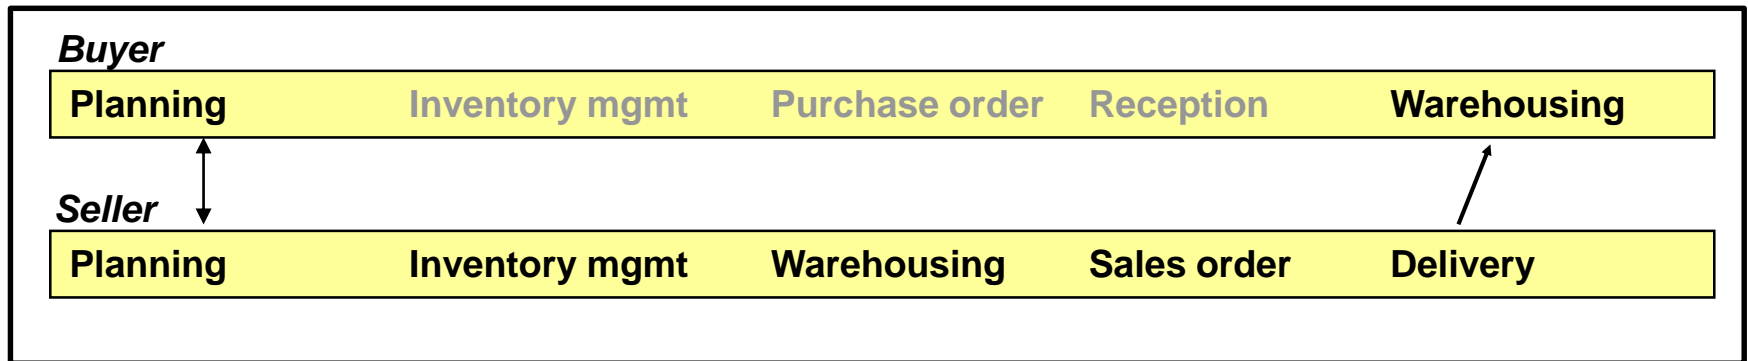 Buyer
Planning Inventory mgmt Purchase order Reception Warehousing
Seller
Planning Inventory mgmt Warehousing Sales order Delivery